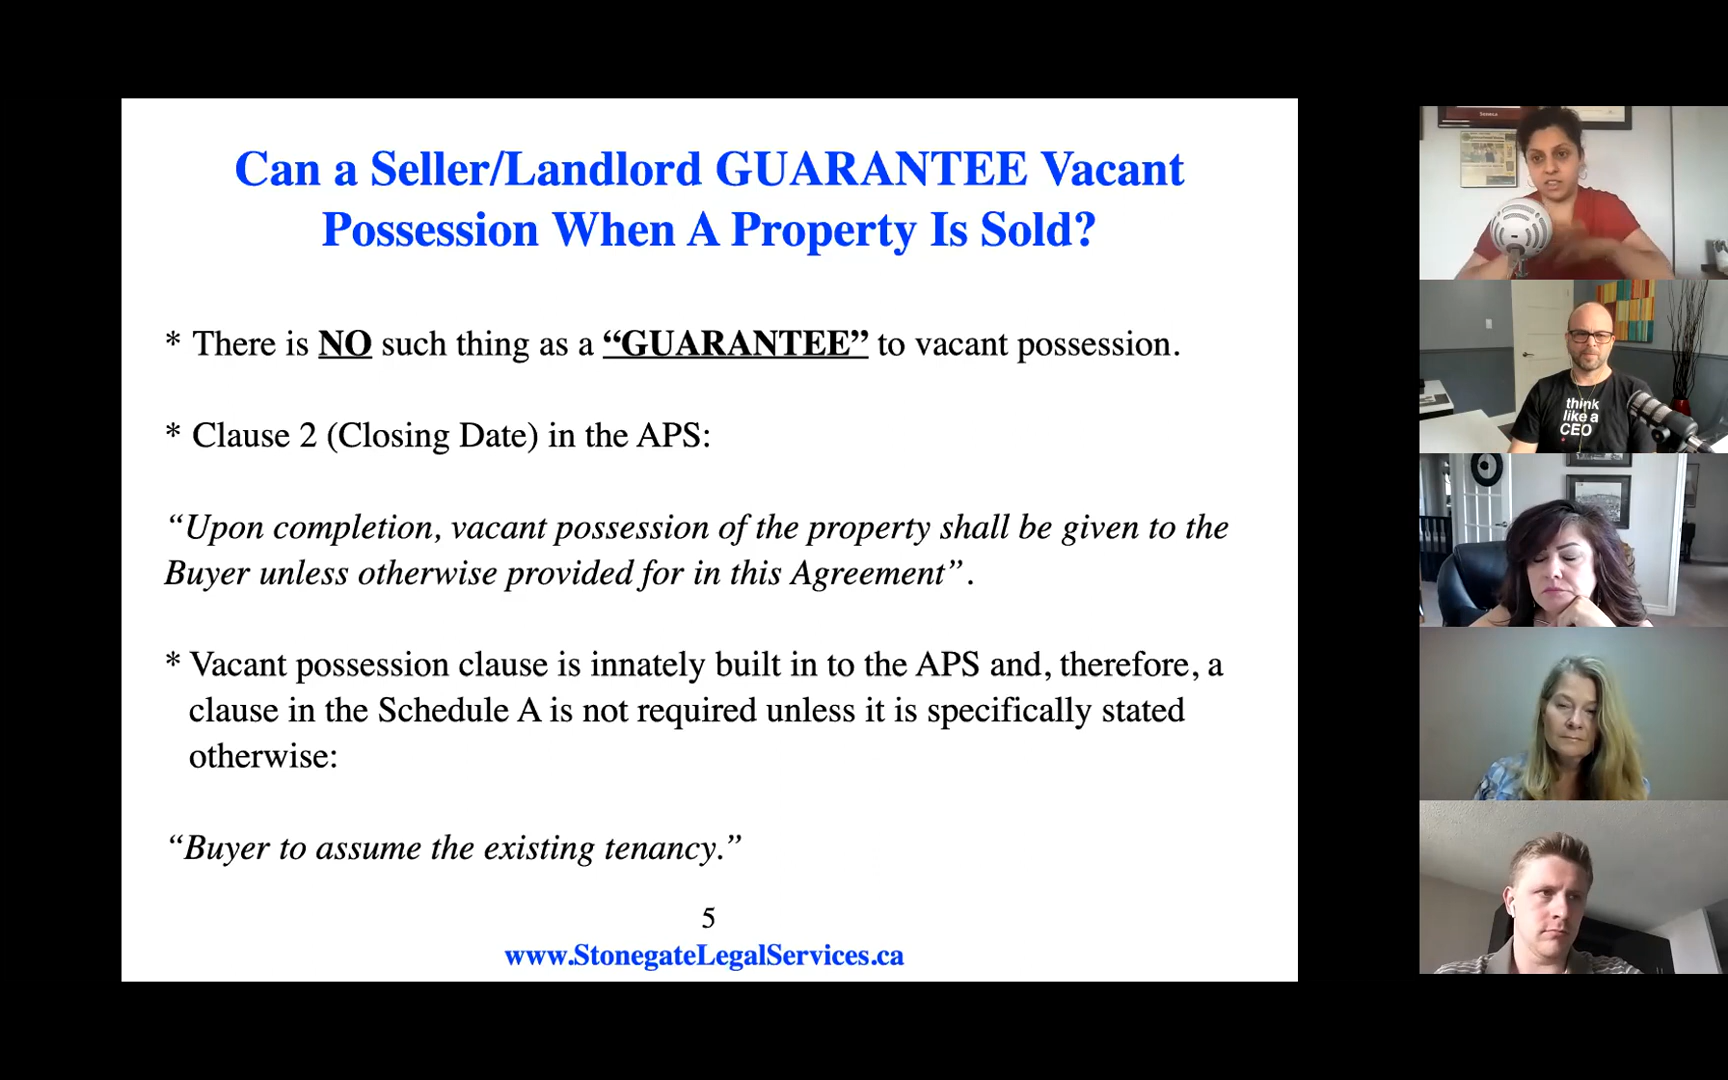 Can a Seller/Landlord GUARANTEE Vacant
Possession When A Property Is Sold?
* There is NO such thing as a “GUARANTEE” to vacant possession.
* Clause 2 (Closing Date) in the APS:
“Upon completion, vacant possession of the property shall be given to the
Buyer unless otherwise provided for in this Agreement”.
* Vacant possession clause is innately built in to the APS and, therefore, a
clause in the Schedule A is not required unless it is specifically stated
otherwise:
“Buyer to assume the existing tenancy.”
5
www.StonegateLegalServices.ca
think
like a
CEO